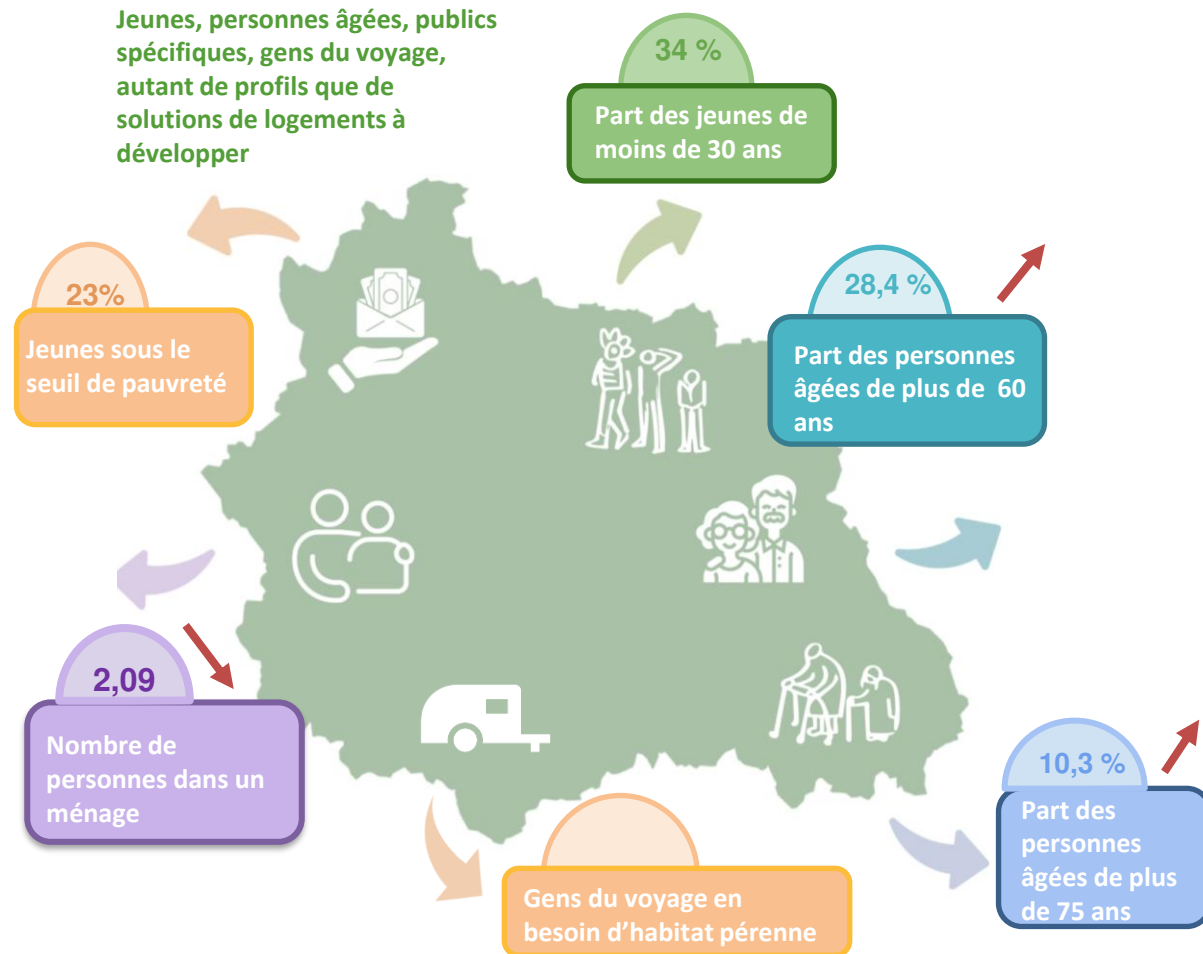 Jeunes, personnes âgées, publics
spécifiques, gens du voyage,
autant de profils que de
solutions de logements à
développer
34 %
Part des jeunes de
moins de 30 ans
23%
Jeunes sous le
seuil de pauvreté
28,4 %
Part des personnes
âgées de plus de 60
ans
2,09
Nombre de
personnes dans un
ménage
10,3 %
Part des
personnes
âgées de plus
de 75 ans
Gens du voyage en
besoin d’habitat pérenne